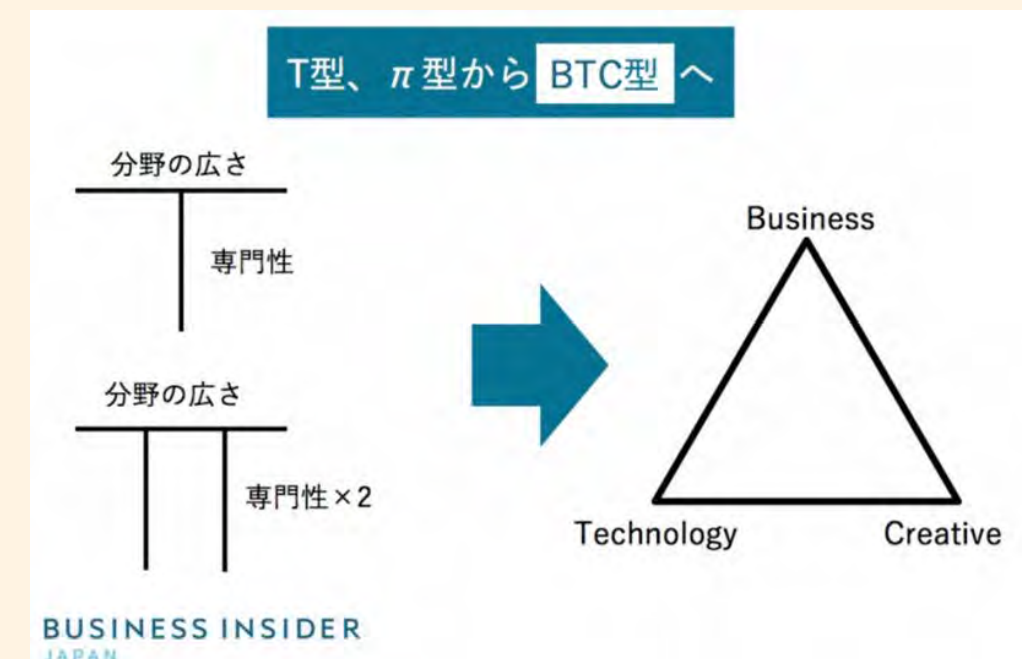 T型、π型からBTC型へ
分野の広さ
専門性
分野の広さ
専門性×2
Business
Technology
Creative
BUSINESS INSIDER
JAPAN